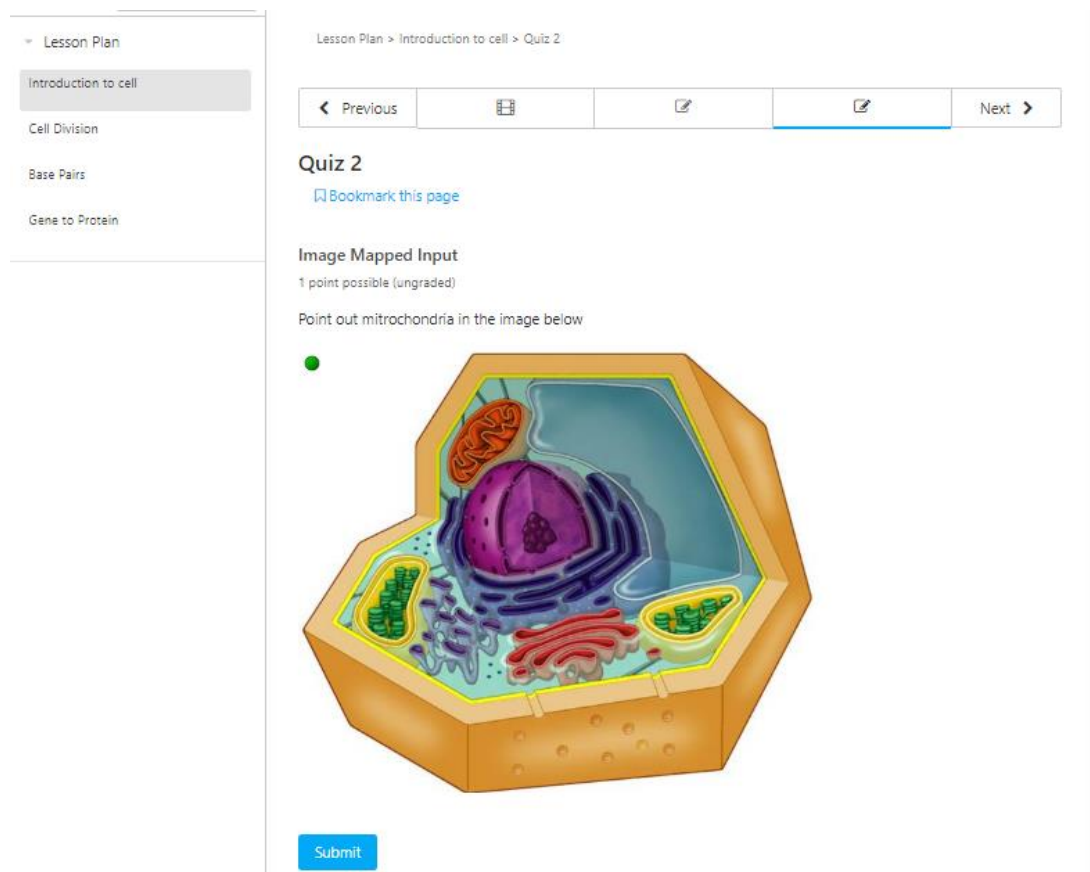 Lesson Plan
Introduction to cell
Cell Division
Base Pairs
Gene to Protein
Lesson Plan > Introduction to cell > Quiz 2
Previous
Next
Quiz 2
Bookmark this page
Image Mapped Input
1 point possible (ungraded)
Point out mitrochondria in the image below
Submit